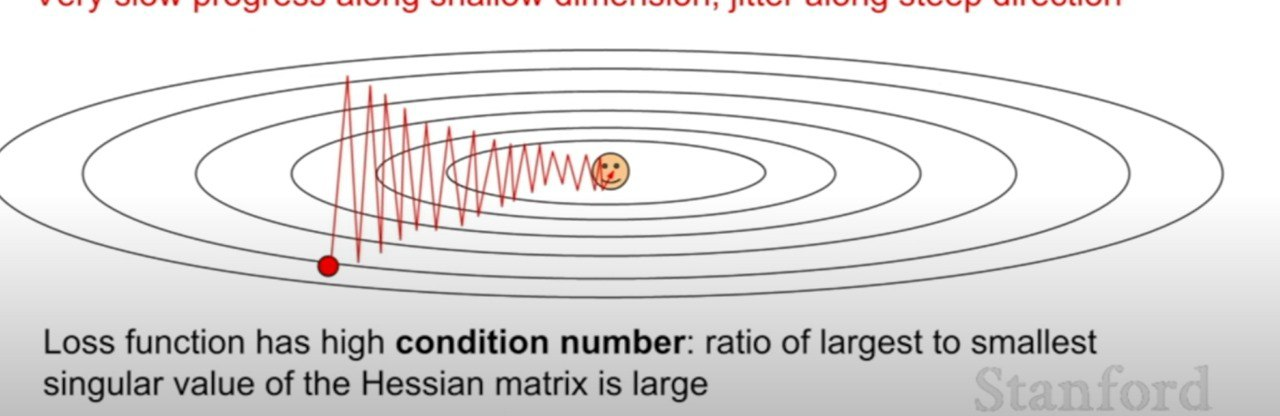 Very slow progress along shallow dimension, jitter along steep direction
Loss function has high condition number: ratio of largest to smallest
singular value of the Hessian matrix is large
Stanford